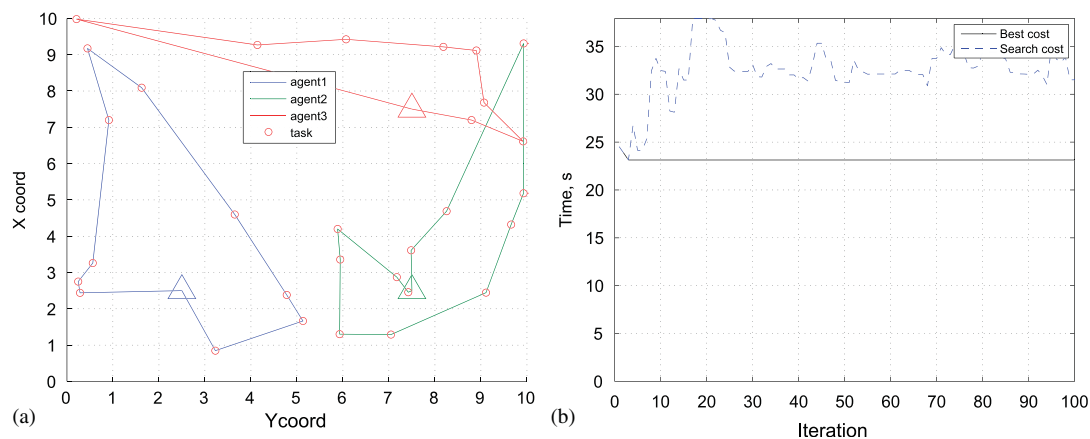 10
9
8
7
6
5
4
3
2
1
0
X coord
agent1
agent2
agent3
task
0 1 2 3 4 5 6 7 8 9 10
Ycoord
(a)
35
30
25
20
15
10
5
0
Time, s
Best cost
Search cost
0 10 20 30 40 50 60 70 80 90 100
Iteration
(b)